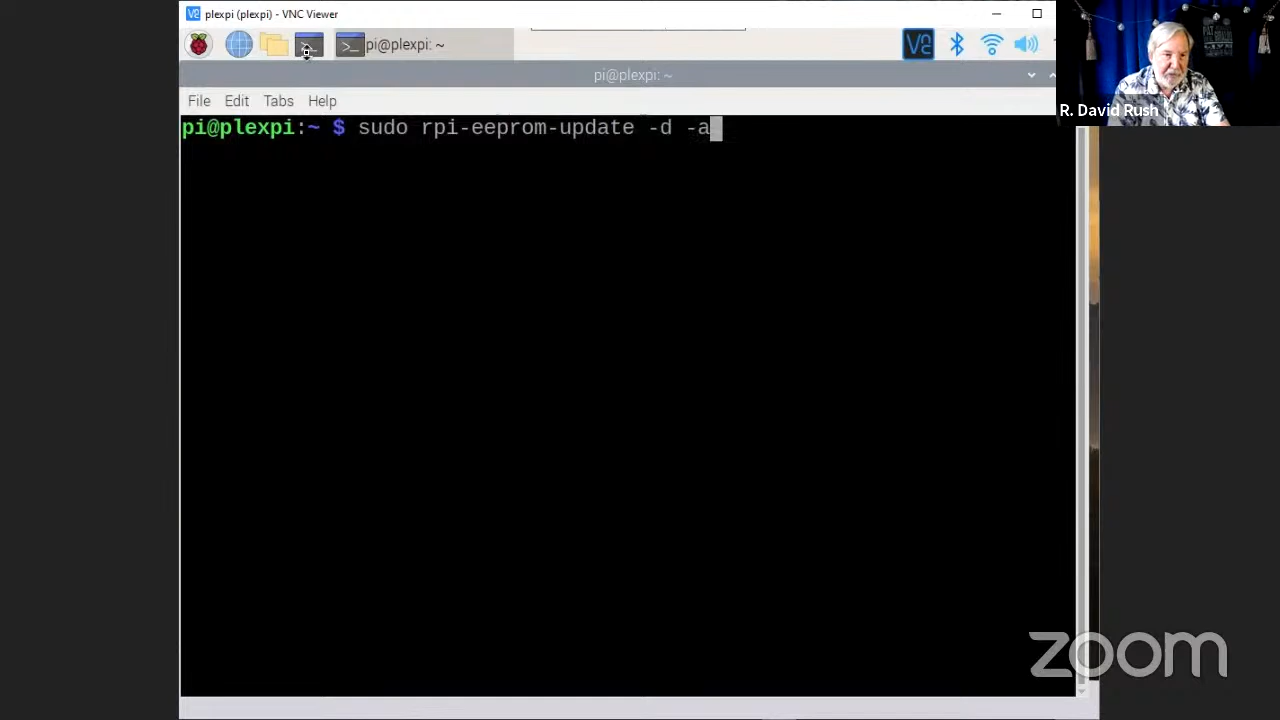 plexpi (plexpi) - VNC Viewer
pi@plexpi: ~
pi@plexpi: ~
File Edit Tabs Help
pi@plexpi:~ $ sudo rpi-eeprom-update -d -a
R. David Rush
zoom